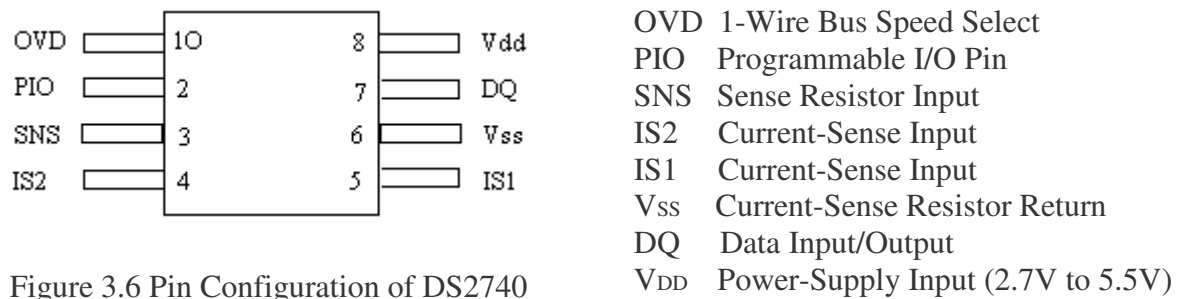 OVD 1O 8 Vdd
PIO 2 7 DQ
SNS 3 6 Vss
IS2 4 5 IS1
Figure 3.6 Pin Configuration of DS2740
OVD 1-Wire Bus Speed Select
PIO Programmable I/O Pin
SNS Sense Resistor Input
IS2 Current-Sense Input
IS1 Current-Sense Input
Vss Current-Sense Resistor Return
DQ Data Input/Output
VDD Power-Supply Input (2.7V to 5.5V)